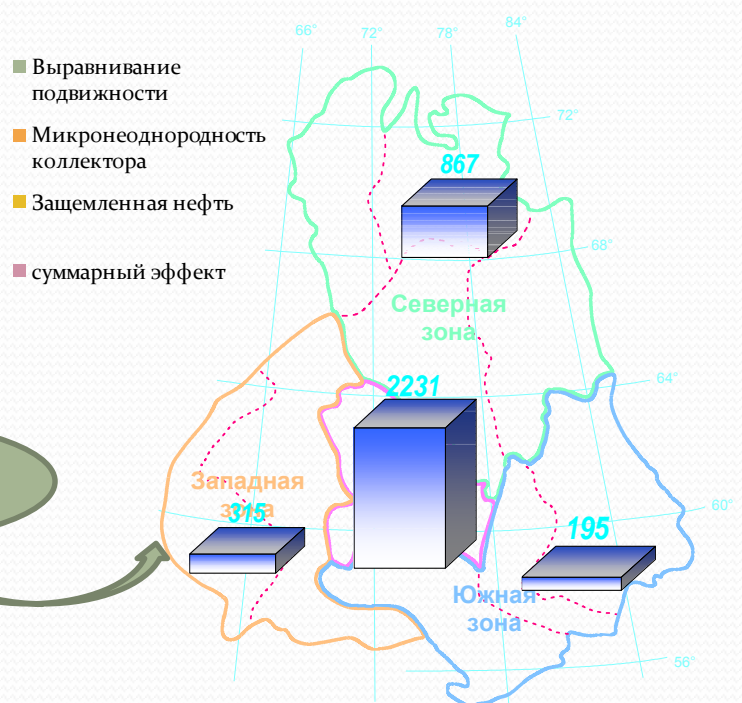 66°
72°
78°
84°
Выравнивание
подвижности
72°
Микронеоднородность
коллектора
867
Защемленная нефть
68°
суммарный эффект
Северная
зона
64°
2231
Западная
зона
315
195
60°
Южная
зона
56°